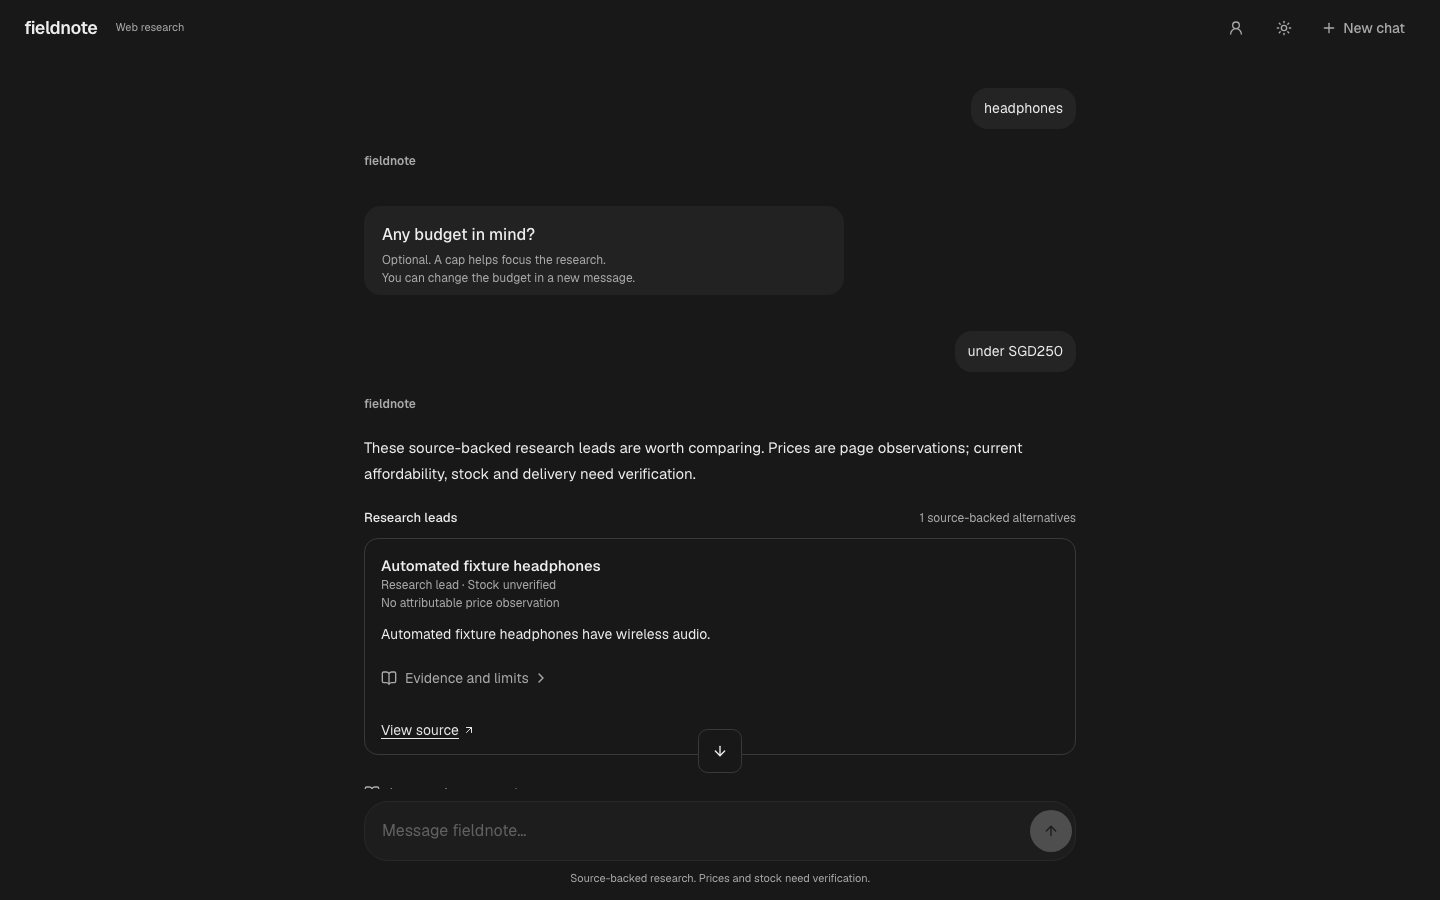 fieldnote
Web research
New chat
headphones
fieldnote
Any budget in mind?
Optional. A cap helps focus the research.
You can change the budget in a new message.
under SGD250
fieldnote
These source-backed research leads are worth comparing. Prices are page observations; current
affordability, stock and delivery need verification.
Research leads
1 source-backed alternatives
Automated fixture headphones
Research lead · Stock unverified
No attributable price observation
Automated fixture headphones have wireless audio.
Evidence and limits
View source
Message fieldnote...
Source-backed research. Prices and stock need verification.